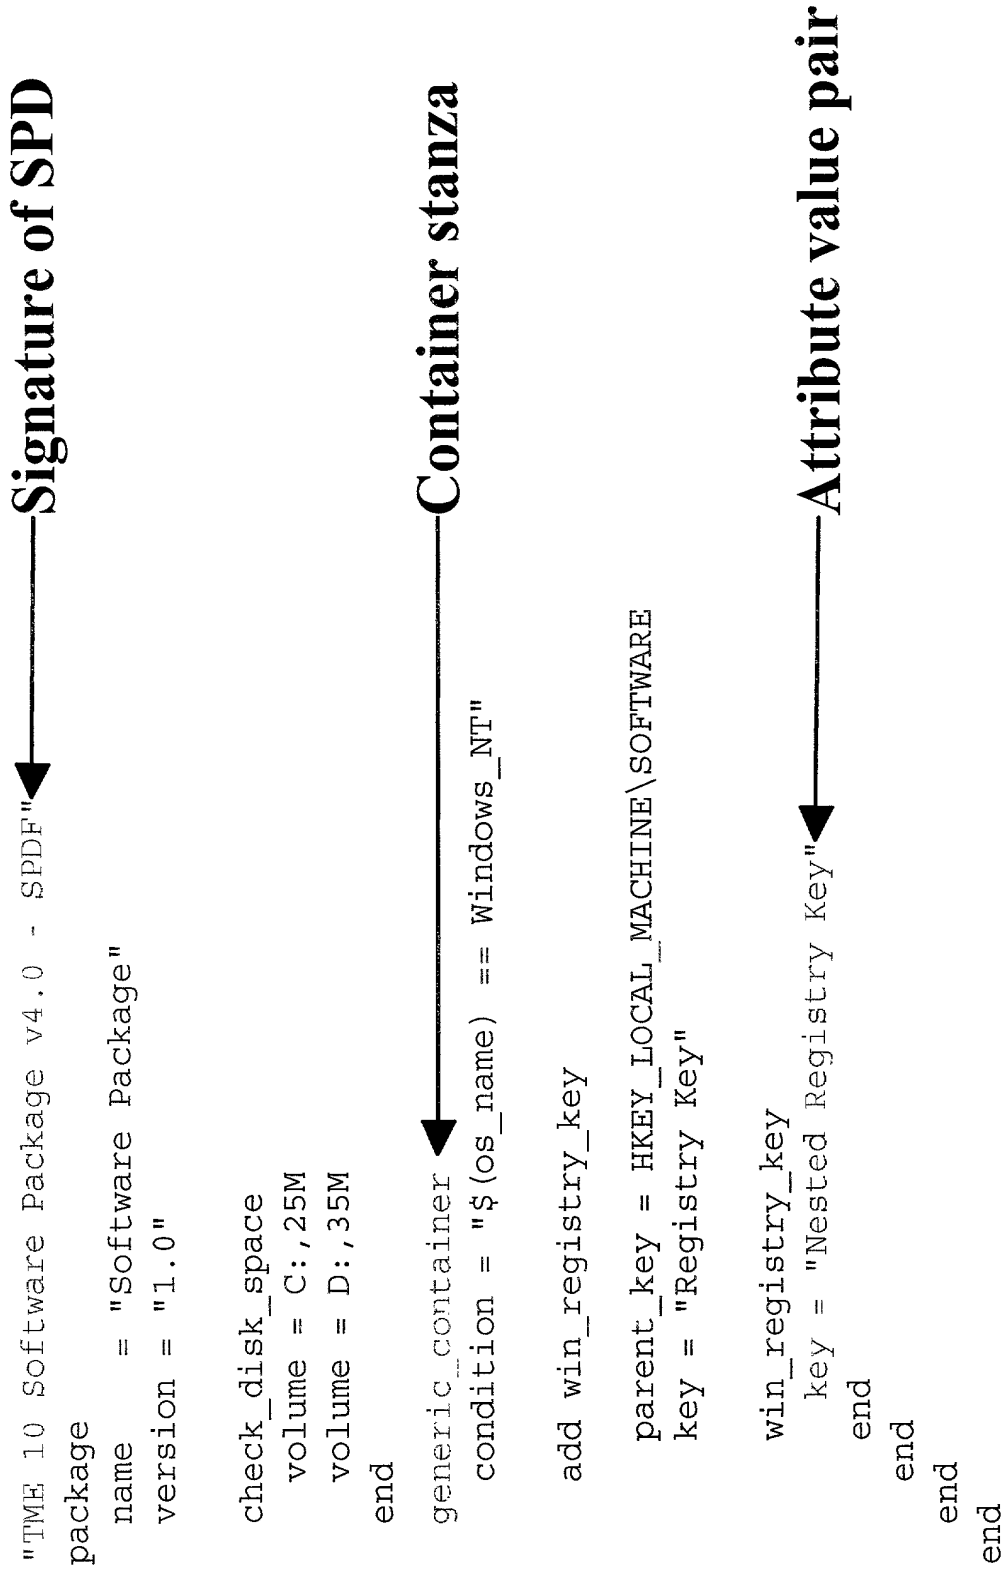 "TME 10 Software Package v4.0 - SPDF" Signature of SPD
package
name = "Software Package"
version = "1.0"
check_disk_space
volume = C:,25M
volume = D:,35M
end
generic_container Container stanza
condition = "$(os_name) == Windows_NT"
add win_registry_key
parent_key = HKEY_LOCAL_MACHINE\SOFTWARE
key = "Registry Key"
win_registry_key
key = "Nested Registry Key" Attribute value pair
end
end
end
end